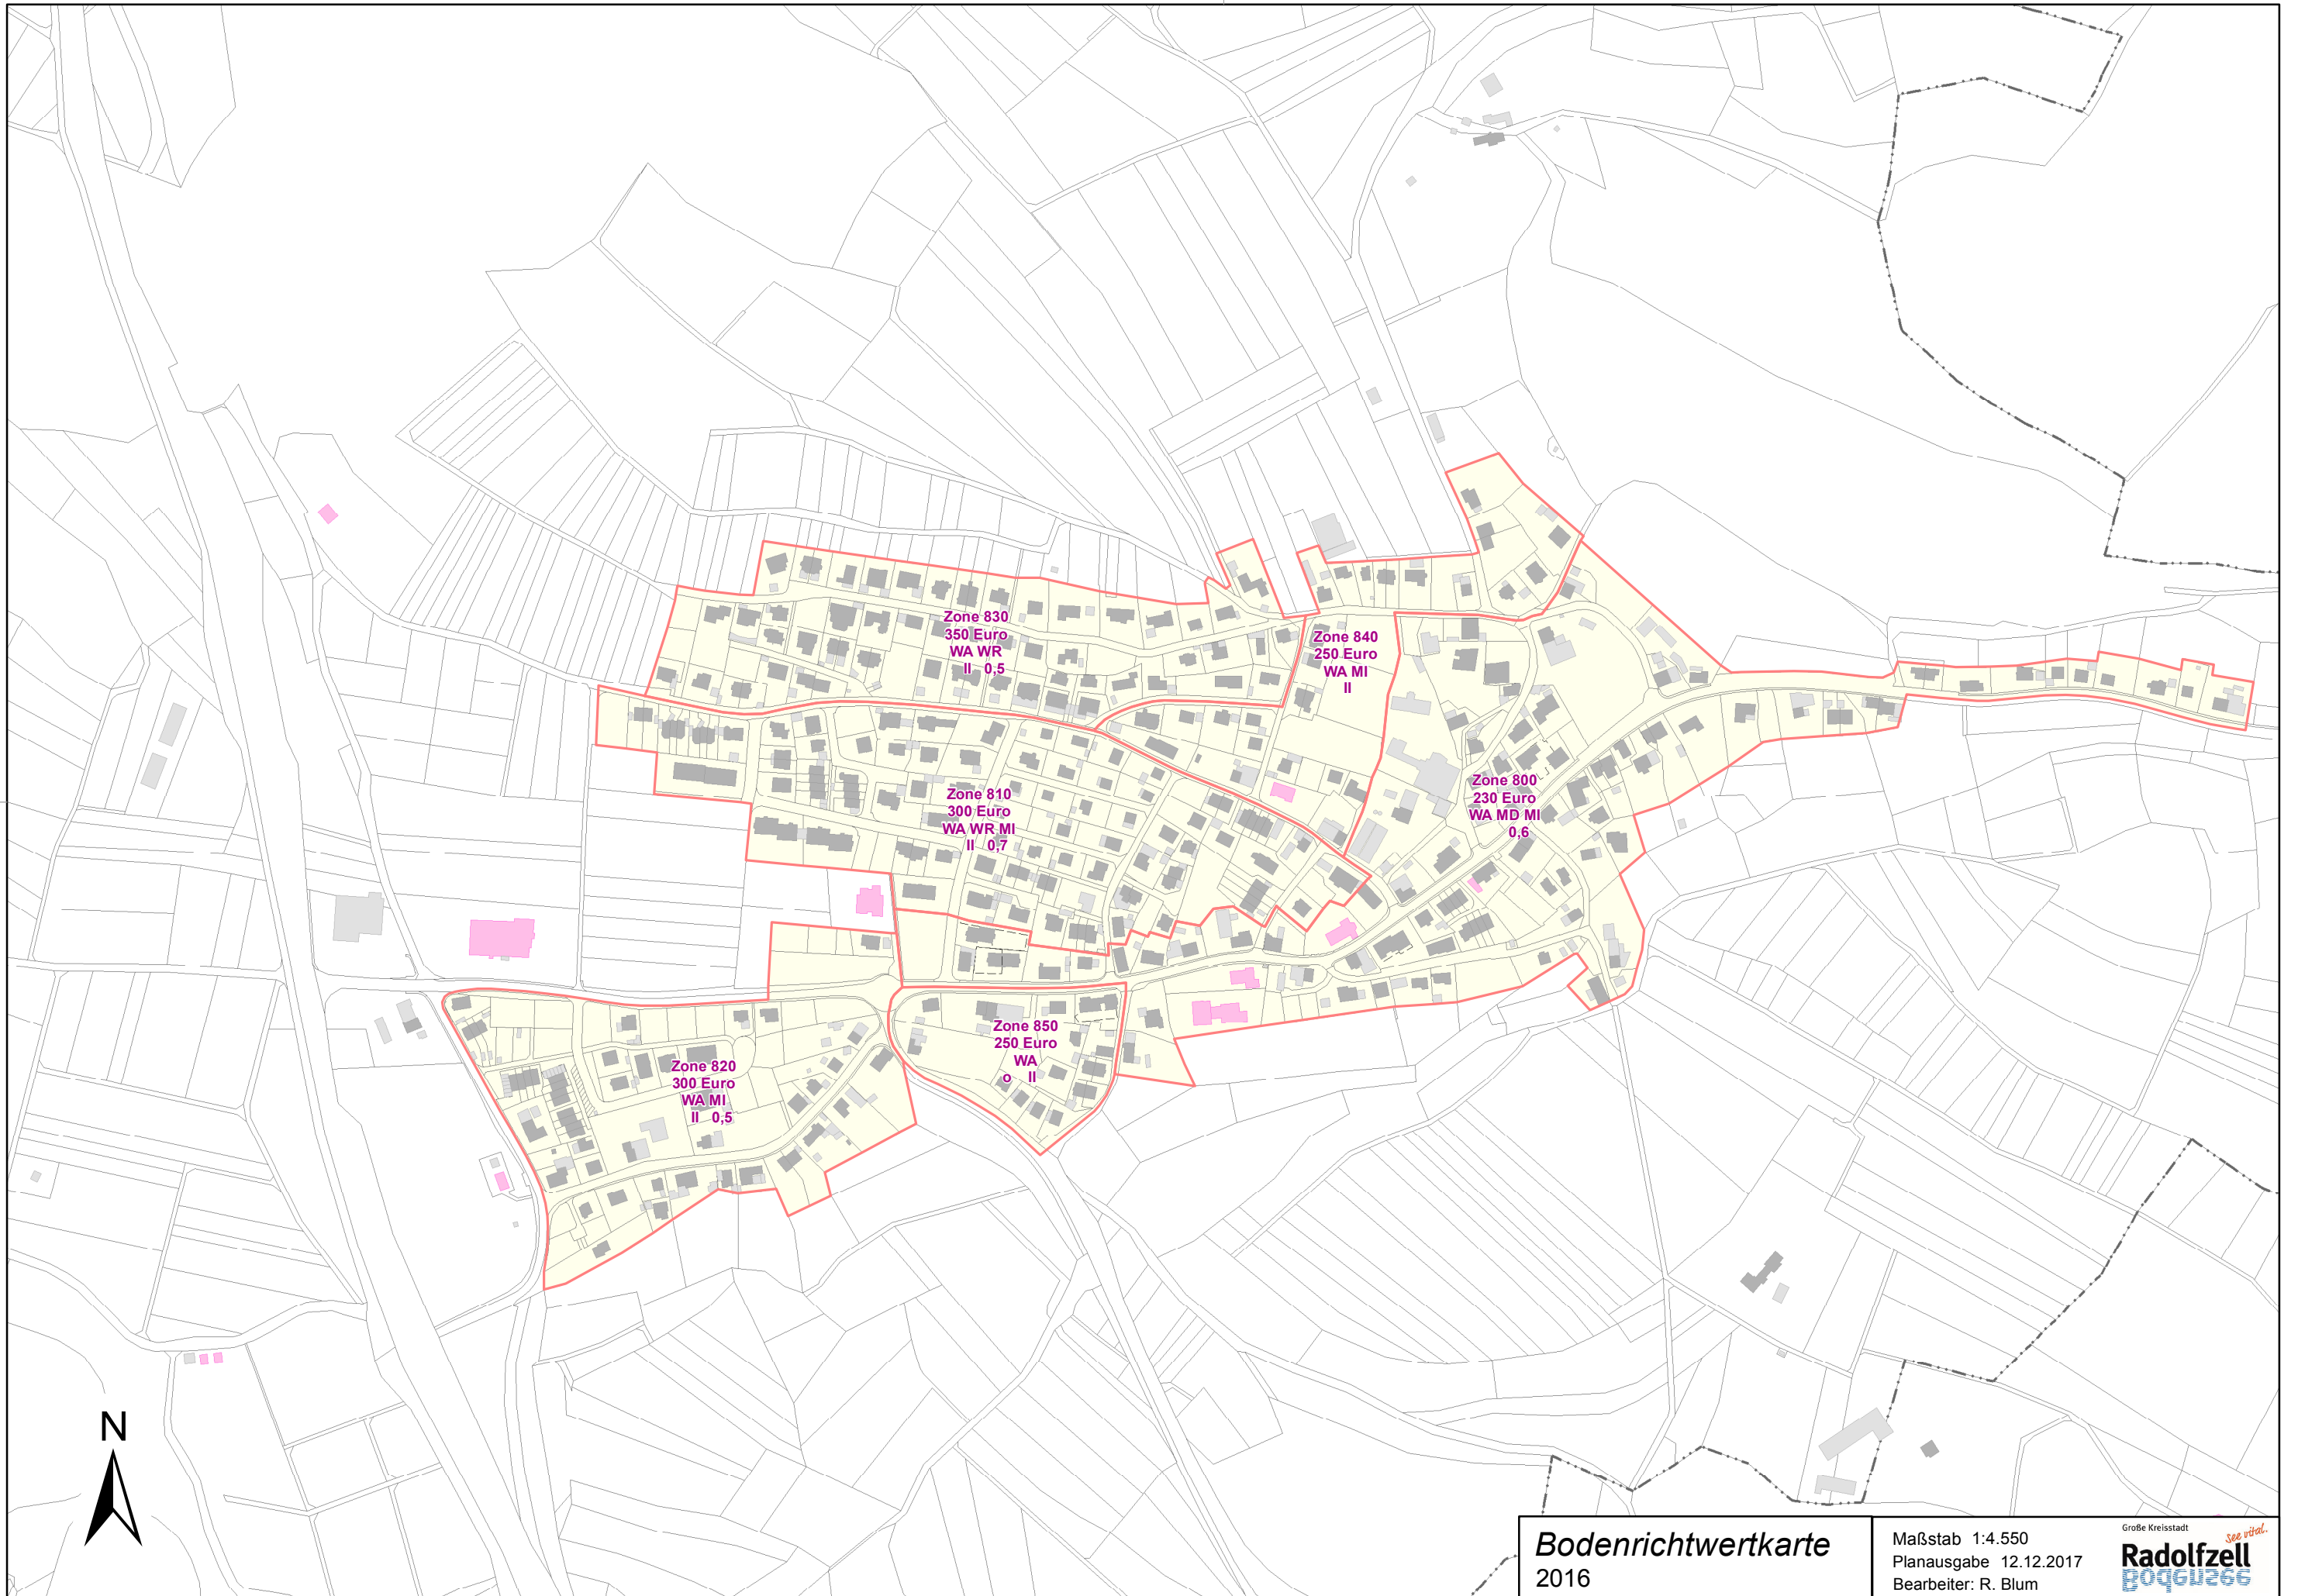 Zone 830
350 Euro
WA WR
II 0,5
Zone 840
250 Euro
WA MI
II
Zone 810
300 Euro
WA WR MI
II 0,7
Zone 800
230 Euro
WA MD MI
0,6
Zone 850
250 Euro
WA
o II
Zone 820
300 Euro
WA MI
II 0,5
N
Bodenrichtwertkarte
2016
Maßstab 1:4.550
Planausgabe 12.12.2017
Bearbeiter: R. Blum
Große Kreisstadt
see vital.
Radolfzell
Bodensee